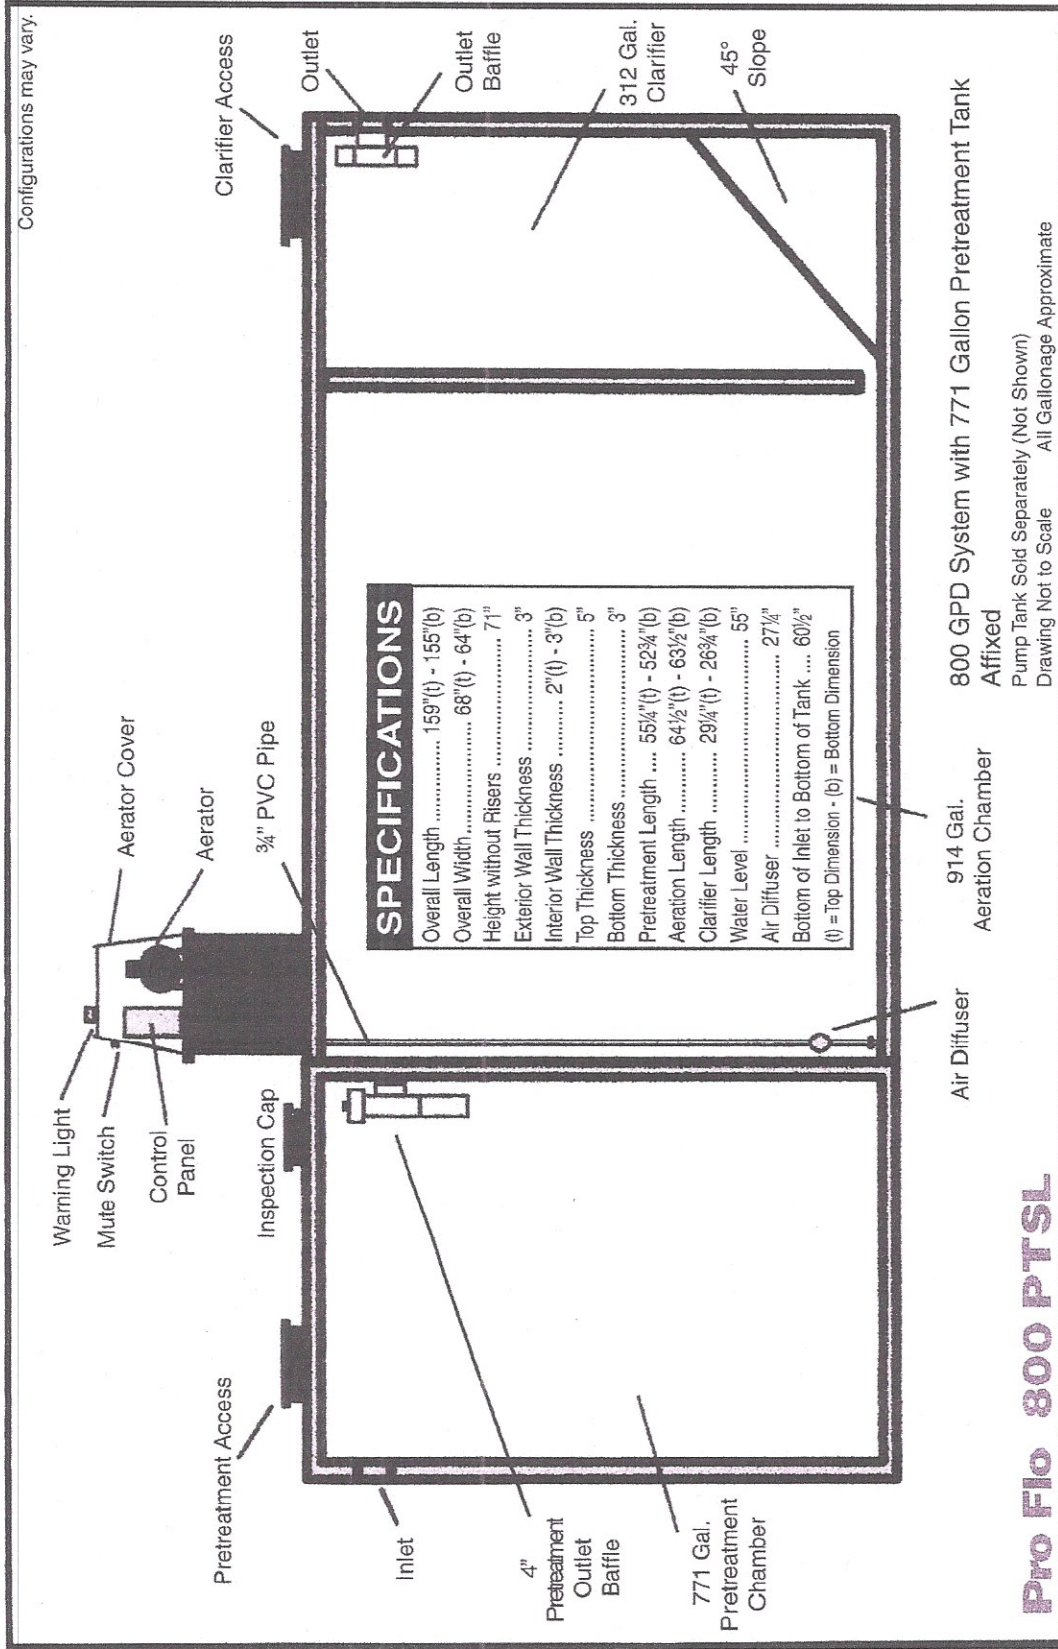 Configurations may vary.
Warning Light
Mute Switch
Control
Panel
Aerator Cover
Aerator
¾" PVC Pipe
Pretreatment Access
Inspection Cap
Clarifier Access
Outlet
Outlet
Baffle
Inlet
4"
Pretreatment
Outlet
Baffle
771 Gal.
Pretreatment
Chamber
312 Gal.
Clarifier
45°
Slope
SPECIFICATIONS
Overall Length .................. 159"(t) - 155"(b)
Overall Width .................. 68"(t) - 64"(b)
Height without Risers .................. 71"
Exterior Wall Thickness .................. 3"
Interior Wall Thickness .......... 2"(t) - 3"(b)
Top Thickness .................. 5"
Bottom Thickness .................. 3"
Pretreatment Length .... 55¼"(t) - 52¾"(b)
Aeration Length .......... 64½"(t) - 63½"(b)
Clarifier Length .......... 29¼"(t) - 26¾"(b)
Water Level .................. 55"
Air Diffuser .................. 27¼"
Bottom of Inlet to Bottom of Tank .... 60½"
(t) = Top Dimension - (b) = Bottom Dimension
Air Diffuser
914 Gal.
Aeration Chamber
800 GPD System with 771 Gallon Pretreatment Tank
Affixed
Pump Tank Sold Separately (Not Shown)
Drawing Not to Scale All Gallonage Approximate
Pro Flo 800 PTSL